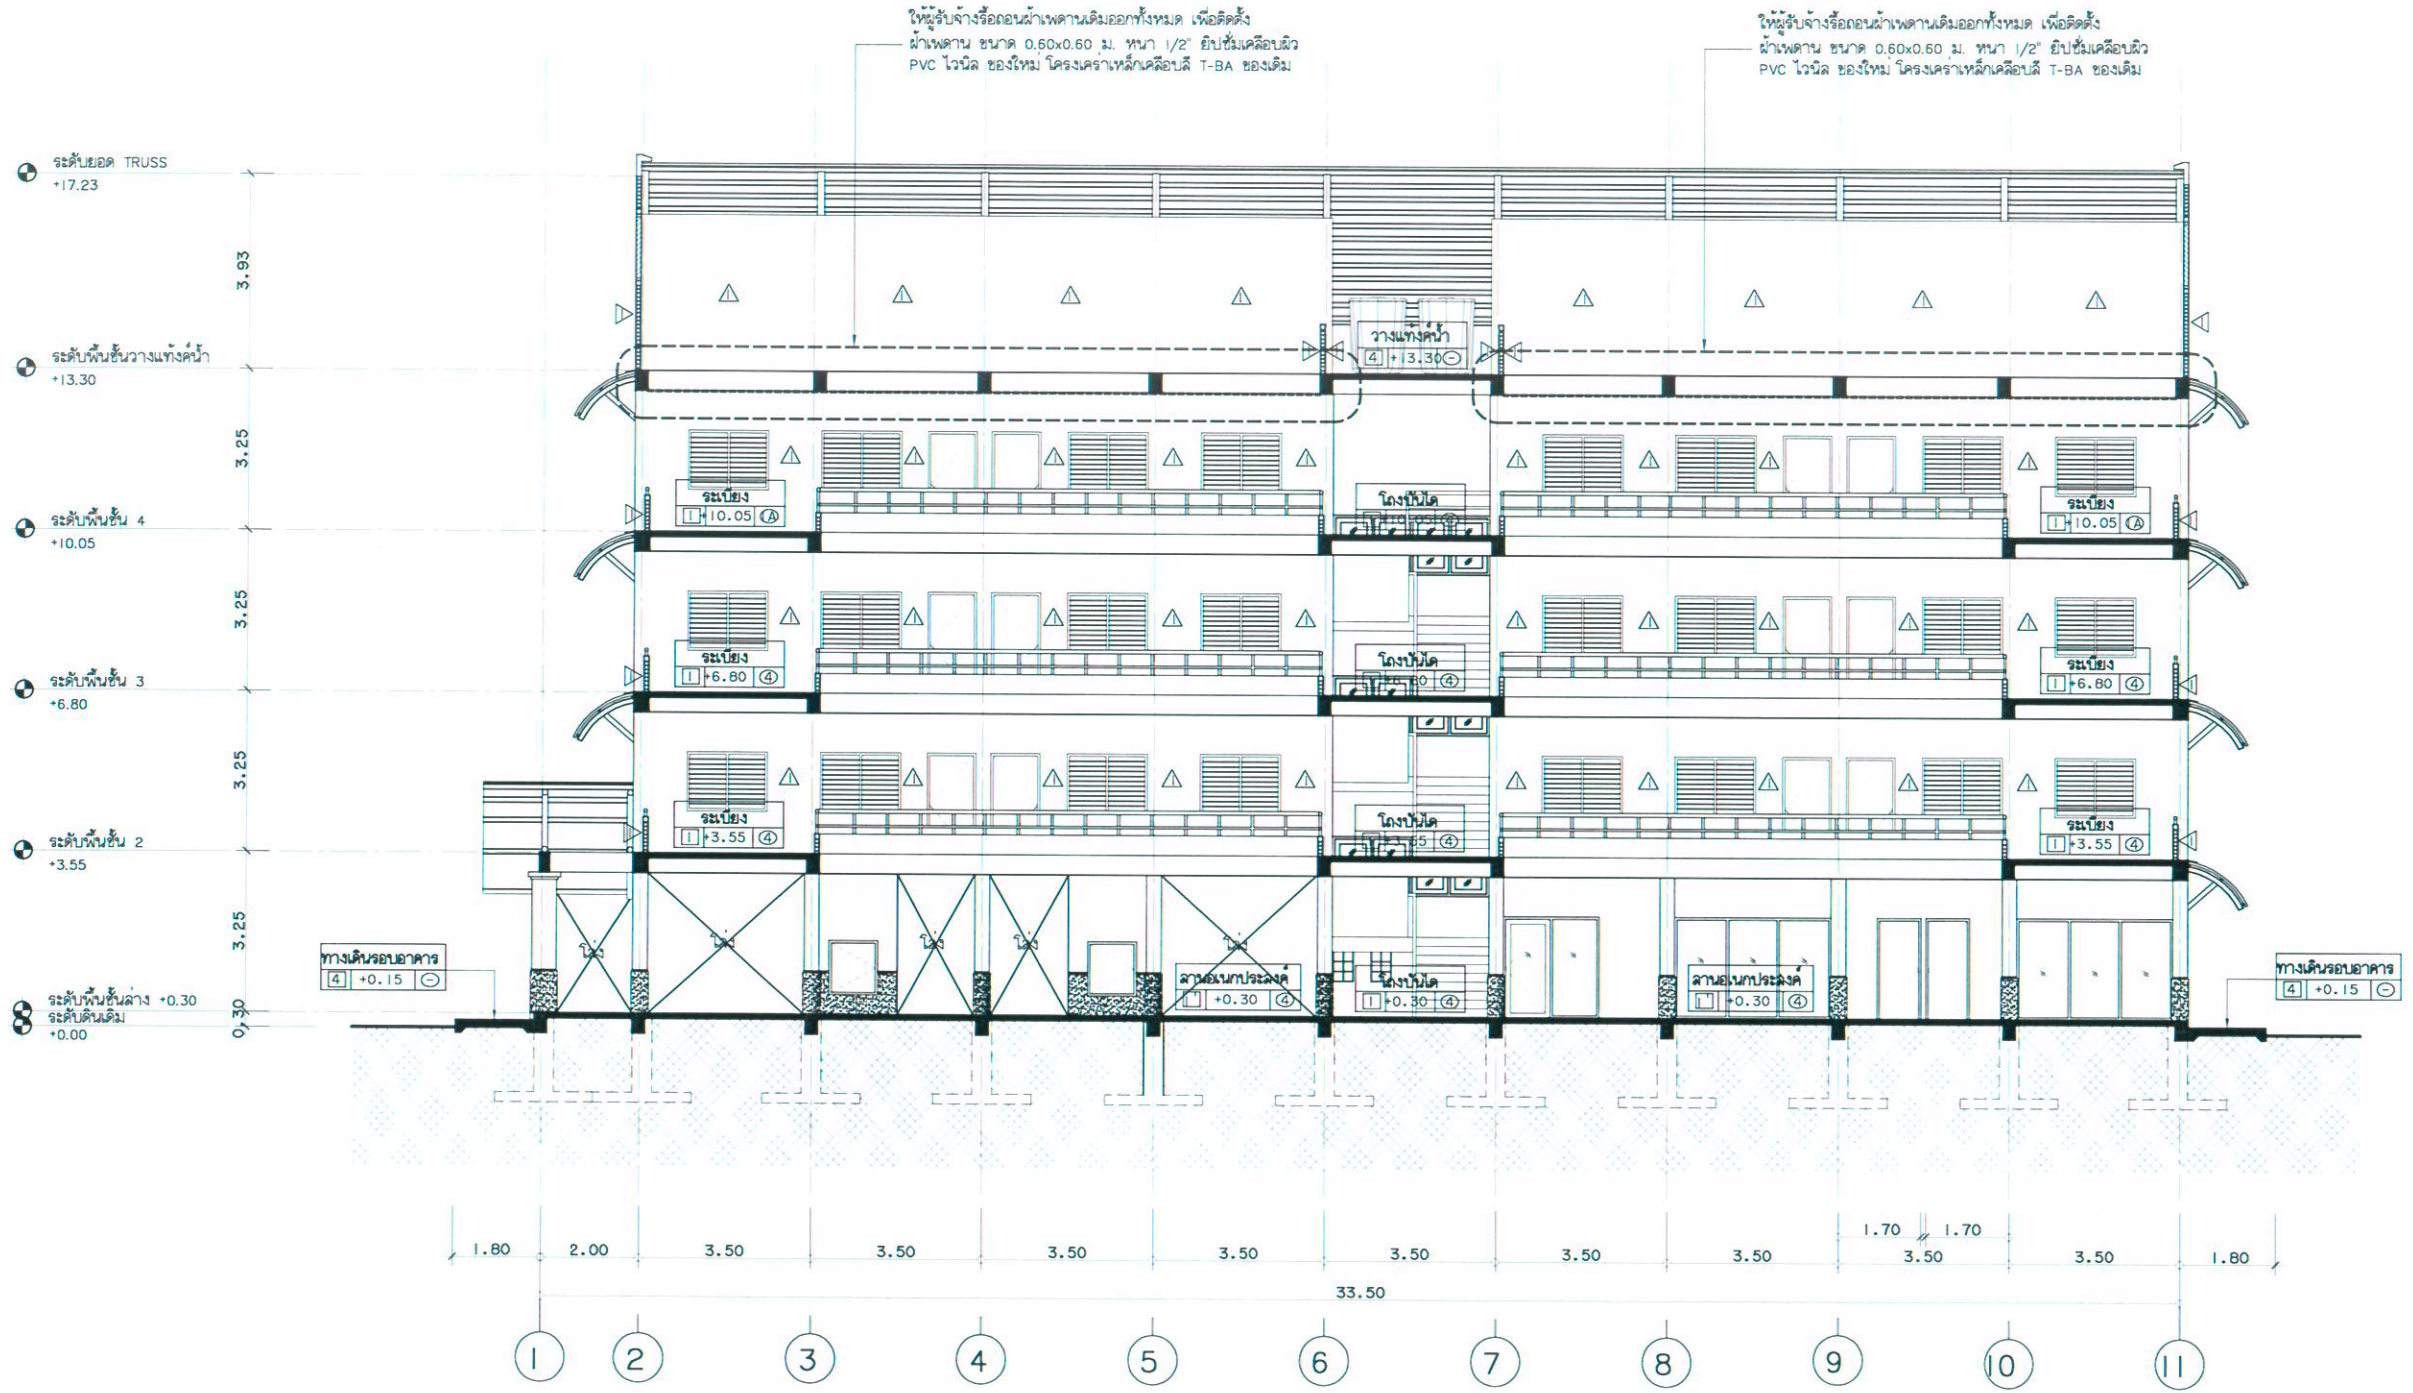 ให้ผู้รับจ้างรื้อถอนฝ้าเพดานเดิมออกทั้งหมด เพื่อติดตั้ง
ฝ้าเพดาน ขนาด 0.60x0.60 ม. หนา 1/2" ยิปซั่มเคลือบผิว
PVC ไวนิล ของใหม่ โครงเคร่าเหล็กเคลือบสี T-BA ของเดิม
ให้ผู้รับจ้างรื้อถอนฝ้าเพดานเดิมออกทั้งหมด เพื่อติดตั้ง
ฝ้าเพดาน ขนาด 0.60x0.60 ม. หนา 1/2" ยิปซั่มเคลือบผิว
PVC ไวนิล ของใหม่ โครงเคร่าเหล็กเคลือบสี T-BA ของเดิม
ระดับยอด TRUSS
+17.23
3.93
ระดับพื้นชั้นวางแท้งค์น้ำ
+13.30
วางแท้งค์น้ำ
4 +13.30 -
3.25
ระดับพื้นชั้น 4
+10.05
ระเบียง
1 +10.05 A
โถงบันได
ระเบียง
1 +10.05 A
3.25
ระดับพื้นชั้น 3
+6.80
ระเบียง
1 +6.80 4
โถงบันได
4
ระเบียง
1 +6.80 4
3.25
ระดับพื้นชั้น 2
+3.55
ระเบียง
1 +3.55 4
โถงบันได
4
ระเบียง
1 +3.55 4
3.25
โล่ง
โล่ง
โล่ง
โล่ง
โล่ง
ทางเดินรอบอาคาร
4 +0.15 -
ลานอเนกประสงค์
1' +0.30 4
โถงบันได
1 +0.30 4
ลานอเนกประสงค์
1' +0.30 4
ทางเดินรอบอาคาร
4 +0.15 -
ระดับพื้นชั้นล่าง +0.30
ระดับดินเดิม
+0.00
0.30
1.70 1.70
1.80 2.00 3.50 3.50 3.50 3.50 3.50 3.50 3.50 3.50 3.50 1.80
33.50
1 2 3 4 5 6 7 8 9 10 11